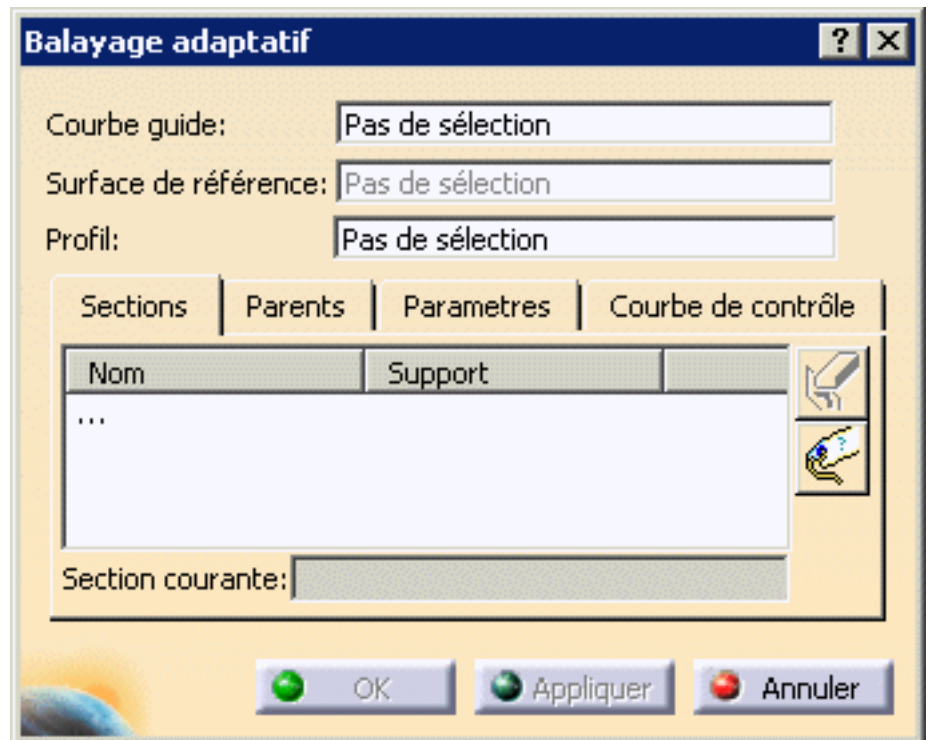 Balayage adaptatif
Courbe guide: Pas de sélection
Surface de référence: Pas de sélection
Profil: Pas de sélection
Sections Parents Parametres Courbe de contrôle
Nom Support
...
Section courante:
OK Appliquer Annuler